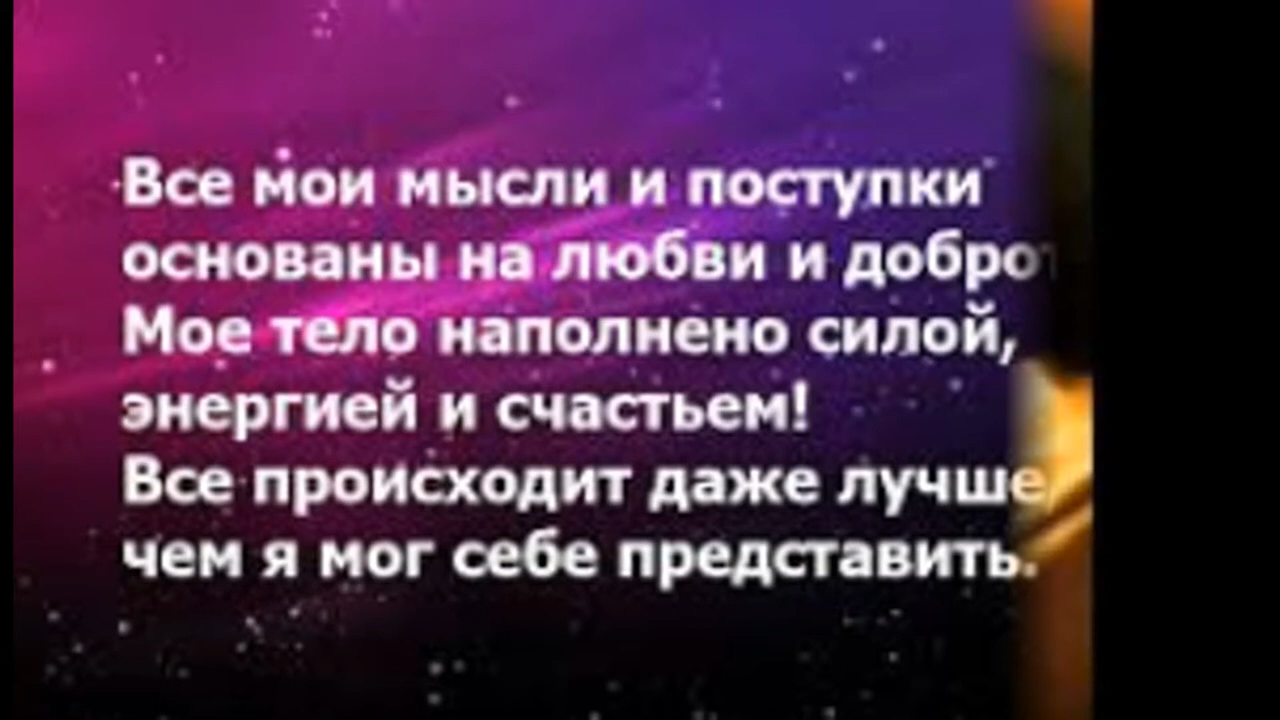 Все мои мысли и поступки
основаны на любви и доброт
Мое тело наполнено силой,
энергией и счастьем!
Все происходит даже лучше
чем я мог себе представить.